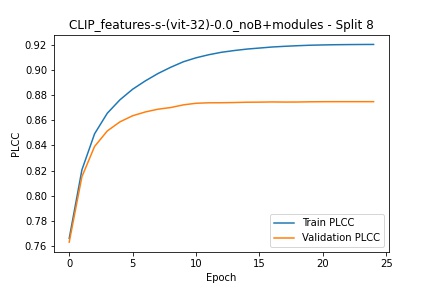 CLIP_features-s-(vit-32)-0.0_noB+modules - Split 8
PLCC
0.92
0.90
0.88
0.86
0.84
0.82
0.80
0.78
0.76
Train PLCC
Validation PLCC
0 5 10 15 20 25
Epoch